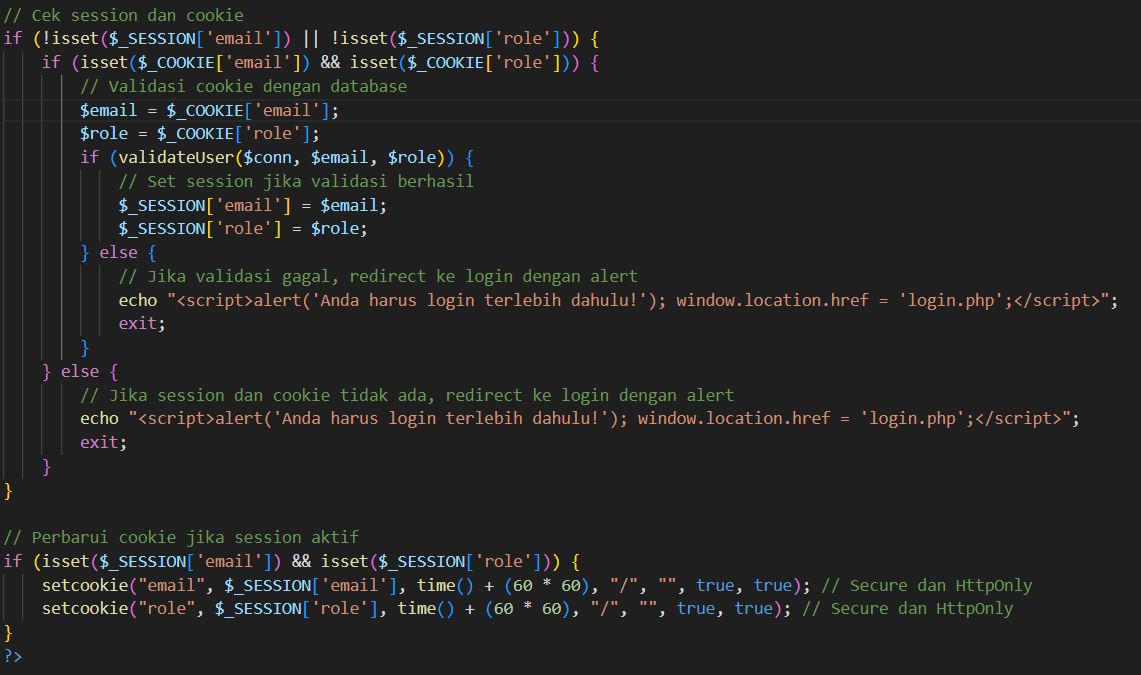 // Cek session dan cookie
if (!isset($_SESSION['email']) || !isset($_SESSION['role'])) {
    if (isset($_COOKIE['email']) && isset($_COOKIE['role'])) {
        // Validasi cookie dengan database
        $email = $_COOKIE['email'];
        $role = $_COOKIE['role'];
        if (validateUser($conn, $email, $role)) {
            // Set session jika validasi berhasil
            $_SESSION['email'] = $email;
            $_SESSION['role'] = $role;
        } else {
            // Jika validasi gagal, redirect ke login dengan alert
            echo "<script>alert('Anda harus login terlebih dahulu!'); window.location.href = 'login.php';</script>";
            exit;
        }
    } else {
        // Jika session dan cookie tidak ada, redirect ke login dengan alert
        echo "<script>alert('Anda harus login terlebih dahulu!'); window.location.href = 'login.php';</script>";
        exit;
    }
}

// Perbarui cookie jika session aktif
if (isset($_SESSION['email']) && isset($_SESSION['role'])) {
    setcookie("email", $_SESSION['email'], time() + (60 * 60), "/", "", true, true); // Secure dan HttpOnly
    setcookie("role", $_SESSION['role'], time() + (60 * 60), "/", "", true, true); // Secure dan HttpOnly
}
?>